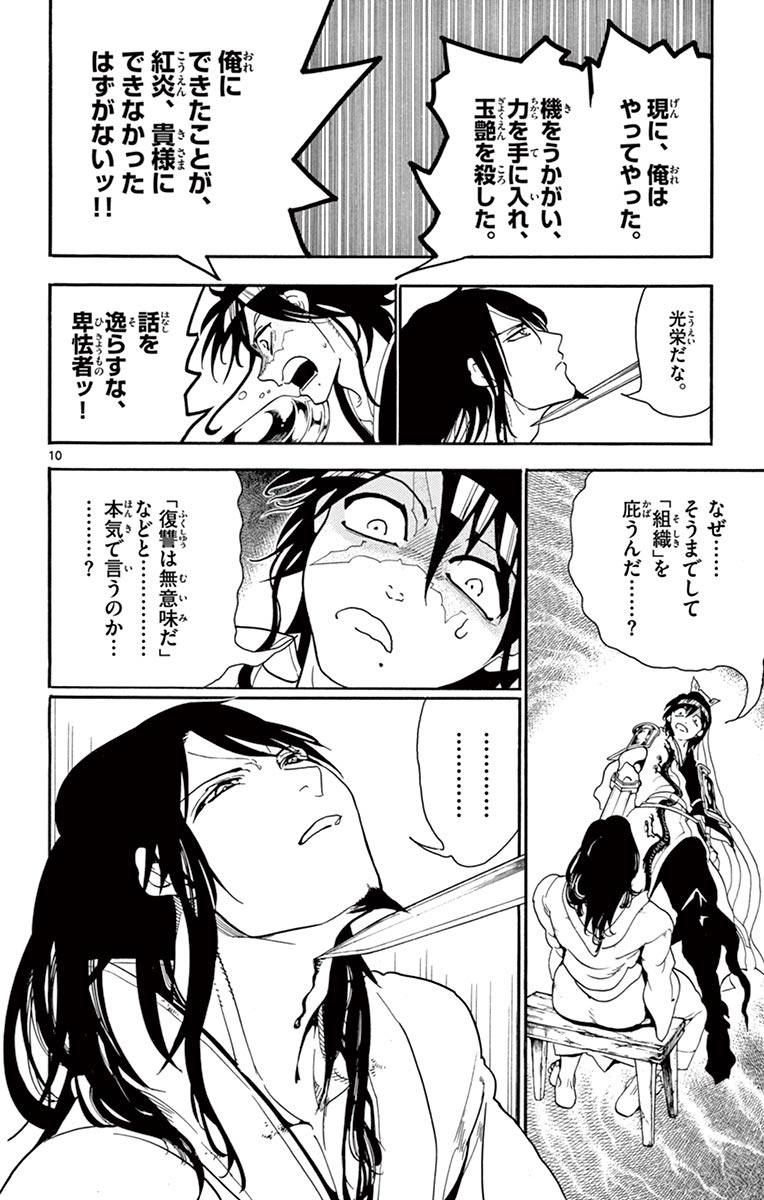 現に、俺は
やってやった。
機をうかがい、
力を手に入れ、
玉艶を殺した。
俺に
できたことが、
紅炎、貴様に
できなかった
はずがないッ!!
光栄だな。
話を
逸らすな、
卑怯者ッ!
10
なぜ……
そうまでして
「組織」を
庇うんだ……?
「復讐は無意味だ」
などと……………
本気で言うのか…
………?
………